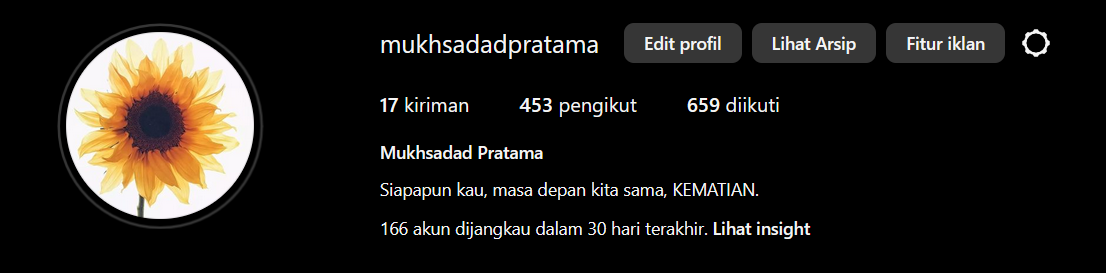 mukhsadadpratama Edit profil Lihat Arsip Fitur iklan
17 kiriman 453 pengikut 659 diikuti
Mukhsadad Pratama
Siapapun kau, masa depan kita sama, KEMATIAN.
166 akun dijangkau dalam 30 hari terakhir. Lihat insight